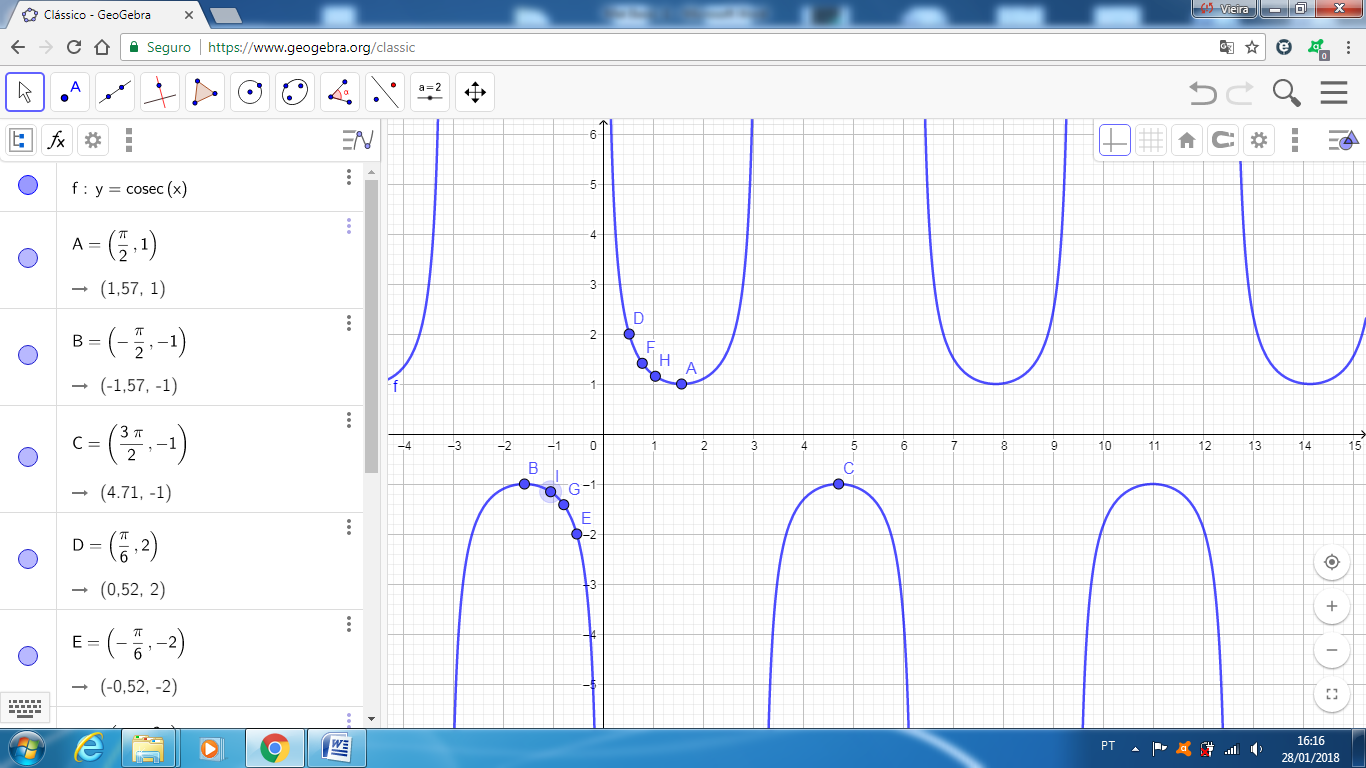 Clássico - GeoGebra
Vieira
Seguro https://www.geogebra.org/classic
0
A
α
a=2
fx
f : y = cosec (x)
A = (π/2 , 1)
→ (1,57, 1)
B = (− π/2 , −1)
→ (-1,57, -1)
C = (3 π/2 , −1)
→ (4.71, -1)
D = (π/6 , 2)
→ (0,52, 2)
E = (− π/6 , −2)
→ (-0,52, -2)
6
5
4
3
2
1
−4 −3 −2 −1 0 1 2 3 4 5 6 7 8 9 10 11 12 13 14 15
−1
−2
−3
−4
−5
f
D
F
H
A
B
I
G
E
C
PT
16:16
28/01/2018